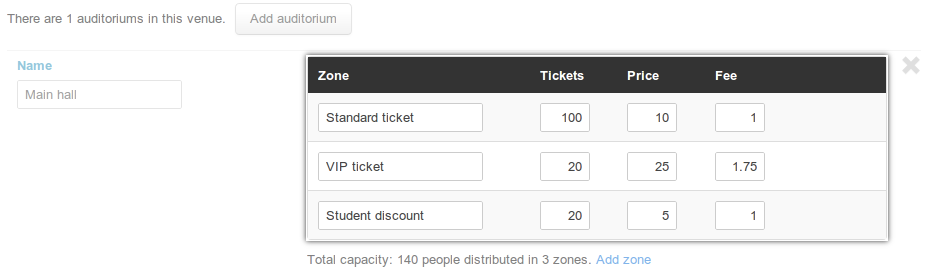 There are 1 auditoriums in this venue. Add auditorium
Name
Main hall
Zone Tickets Price Fee
Standard ticket 100 10 1
VIP ticket 20 25 1.75
Student discount 20 5 1
Total capacity: 140 people distributed in 3 zones. Add zone